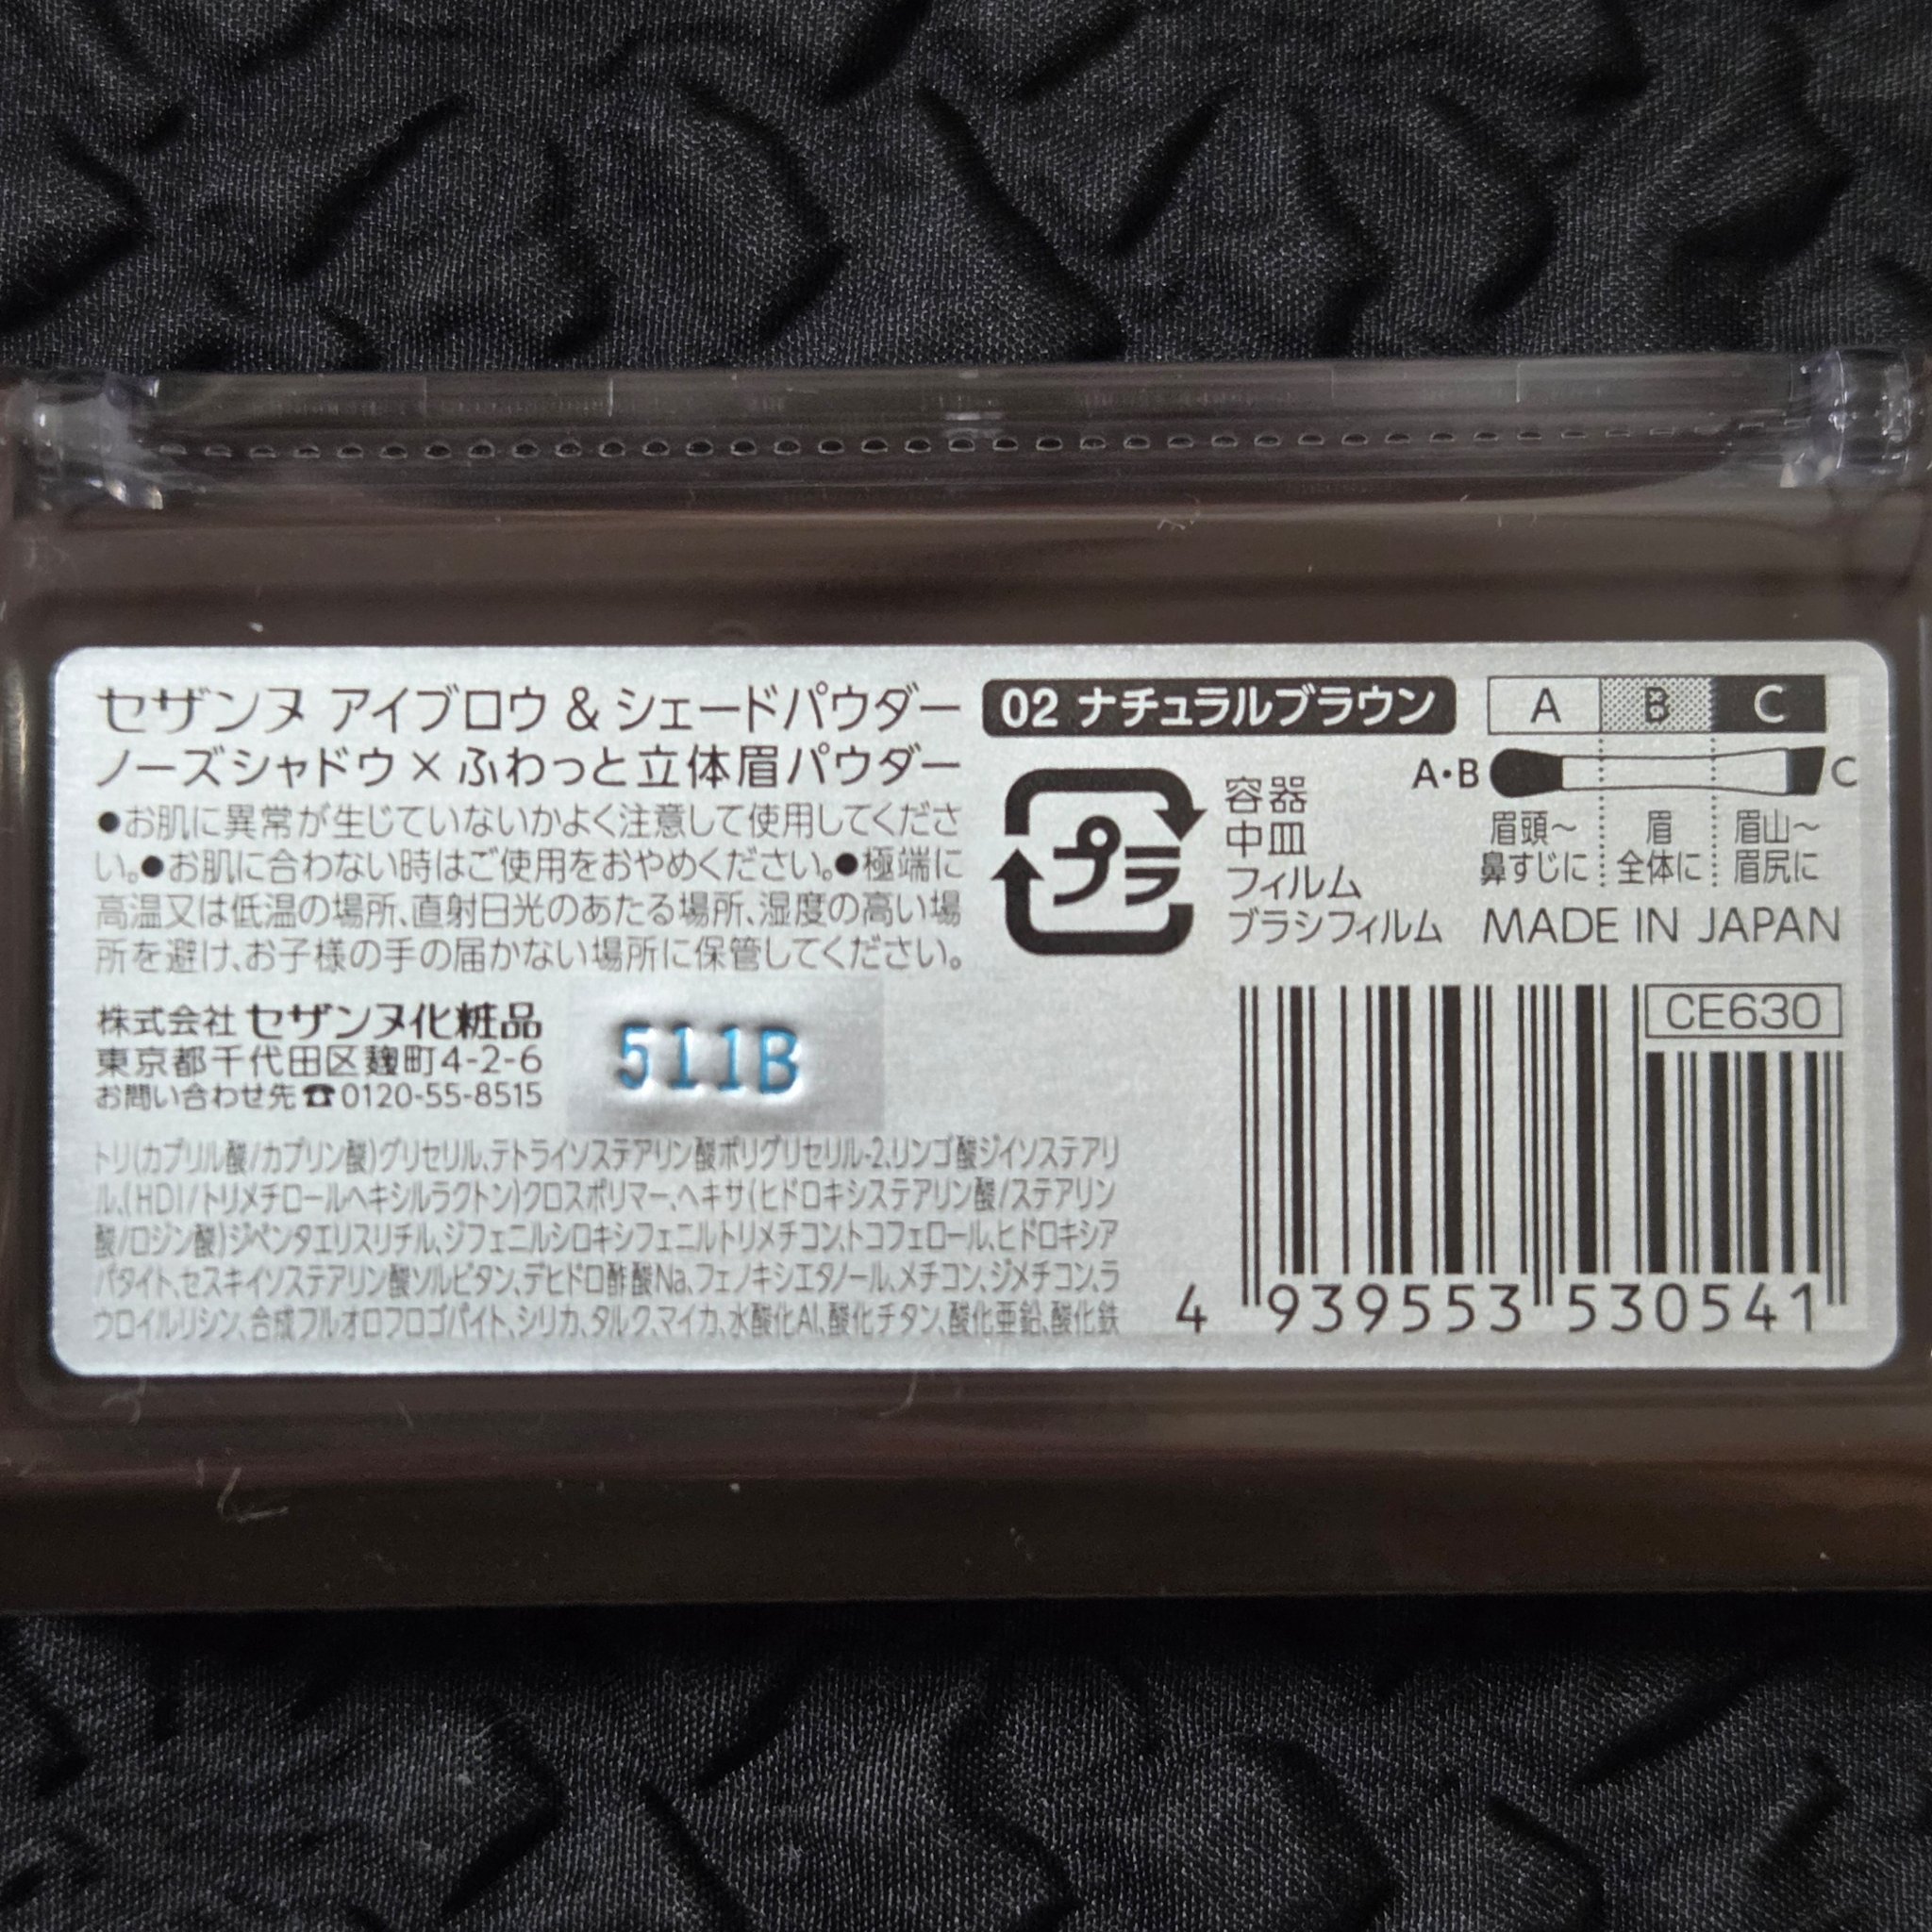 セザンヌ アイブロウ & シェードパウダー
ノーズシャドウ×ふわっと立体眉パウダー
●お肌に異常が生じていないかよく注意して使用してくださ
い。●お肌に合わない時はご使用をおやめください。●極端に
高温又は低温の場所、直射日光のあたる場所、湿度の高い場
所を避け、お子様の手の届かない場所に保管してください。
株式会社 セザンヌ化粧品
東京都千代田区麹町4-2-6
お問い合わせ先☎0120-55-8515
511B
トリ(カプリル酸/カプリン酸)グリセリル、テトライソステアリン酸ポリグリセリル-2、リンゴ酸ジイソステアリ
ル、(HDI/トリメチロールヘキシルラクトン)クロスポリマー、ヘキサ(ヒドロキシステアリン酸/ステアリン
酸/ロジン酸)ジペンタエリスリチル、ジフェニルシロキシフェニルトリメチコン、トコフェロール、ヒドロキシア
パタイト、セスキイソステアリン酸ソルビタン、デヒドロ酢酸Na、フェノキシエタノール、メチコン、ジメチコン、ラ
ウロイルリシン、合成フルオロフロゴパイト、シリカ、タルク、マイカ、水酸化Al、酸化チタン、酸化亜鉛、酸化鉄
02 ナチュラルブラウン
プラ
容器
中皿
フィルム
ブラシフィルム
A B C
A・B C
眉頭〜 眉 眉山〜
鼻すじに 全体に 眉尻に
MADE IN JAPAN
CE630
4 939553 530541